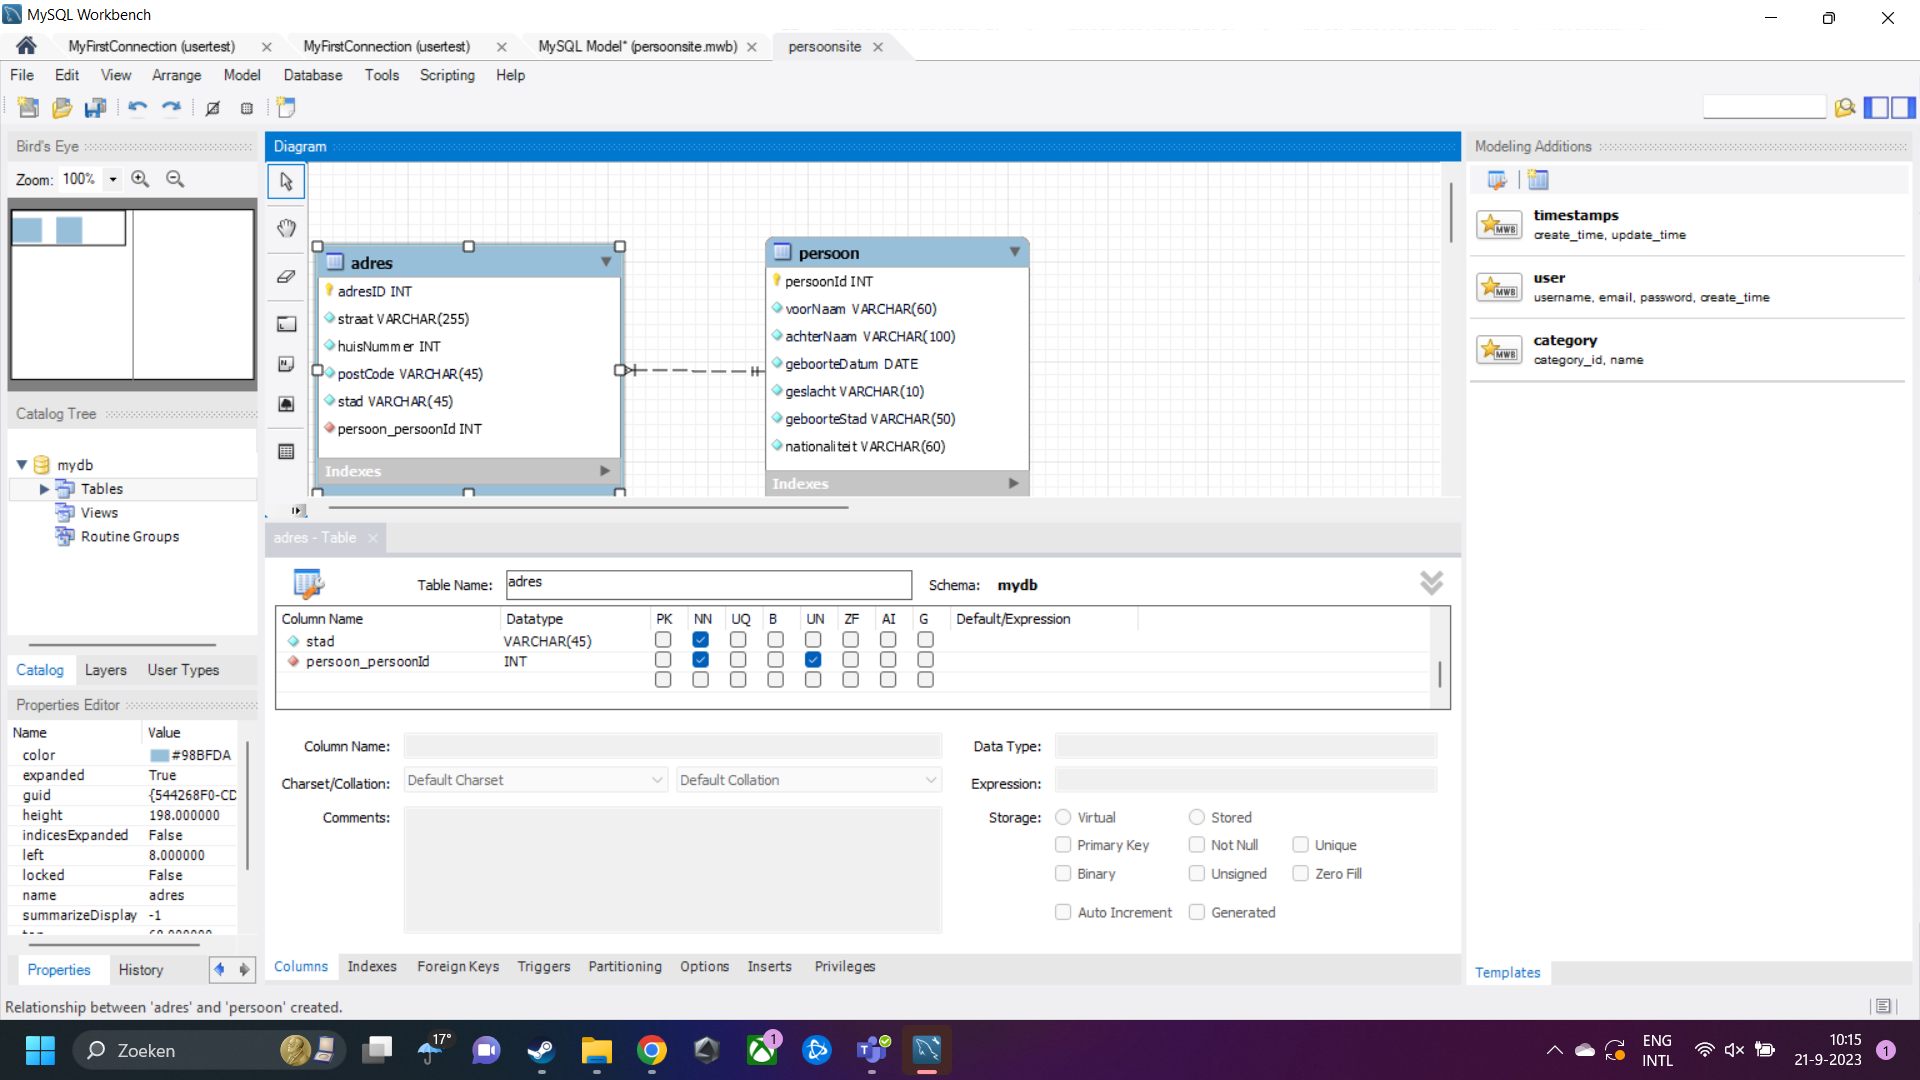 MySQL Workbench
MyFirstConnection (usertest)
MyFirstConnection (usertest)
MySQL Model* (persoonsite.mwb)
persoonsite
File Edit View Arrange Model Database Tools Scripting Help
Bird's Eye
Zoom: 100%
Diagram
adres
adresID INT
straat VARCHAR(255)
huisNummer INT
postCode VARCHAR(45)
stad VARCHAR(45)
persoon_persoonId INT
Indexes
persoon
persoonId INT
voorNaam VARCHAR(60)
achterNaam VARCHAR(100)
geboorteDatum DATE
geslacht VARCHAR(10)
geboorteStad VARCHAR(50)
nationaliteit VARCHAR(60)
Indexes
Modeling Additions
MWB
timestamps
create_time, update_time
MWB
user
username, email, password, create_time
MWB
category
category_id, name
Templates
Catalog Tree
mydb
Tables
Views
Routine Groups
Catalog Layers User Types
Properties Editor
Name Value
color #98BFDA
expanded True
guid {544268F0-CD
height 198.000000
indicesExpanded False
left 8.000000
locked False
name adres
summarizeDisplay -1
Properties History
adres - Table
Table Name: adres Schema: mydb
Column Name Datatype PK NN UQ B UN ZF AI G Default/Expression
stad VARCHAR(45)
persoon_persoonId INT
Column Name: Data Type:
Charset/Collation: Default Charset Default Collation Expression:
Comments: Storage: Virtual Stored
Primary Key Not Null Unique
Binary Unsigned Zero Fill
Auto Increment Generated
Columns Indexes Foreign Keys Triggers Partitioning Options Inserts Privileges
Relationship between 'adres' and 'persoon' created.
Zoeken
17°
1
ENG
INTL
10:15
21-9-2023
1